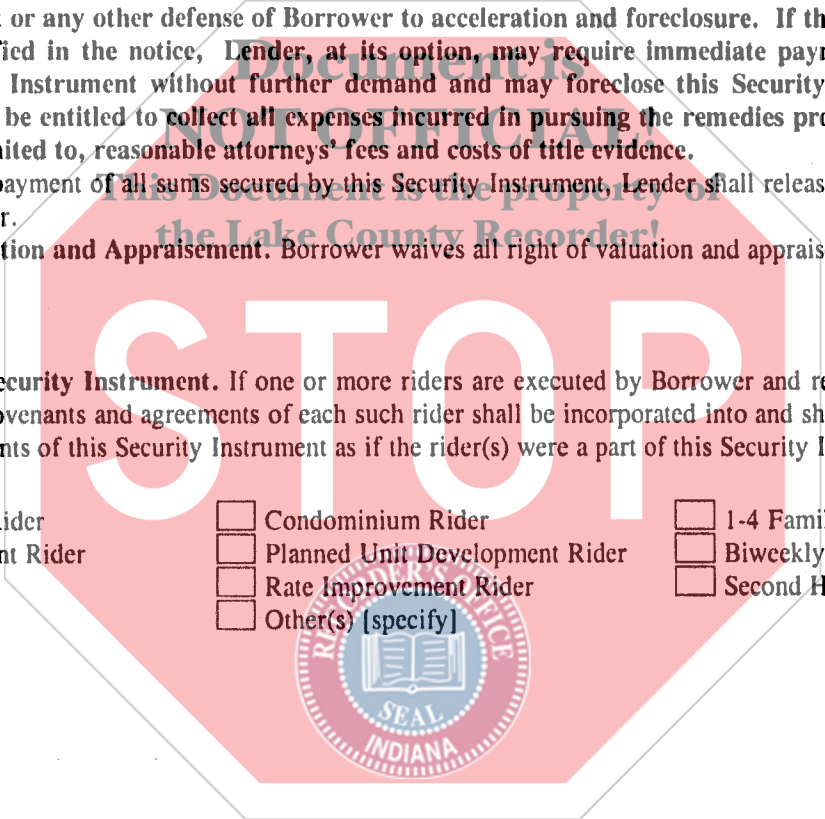 or any other defense of Borrower to acceleration and foreclosure. If th
ied in the notice, Lender, at its option, may require immediate payr
Instrument without further demand and may foreclose this Security
be entitled to collect all expenses incurred in pursuing the remedies pro
ited to, reasonable attorneys' fees and costs of title evidence.
ayment of all sums secured by this Security Instrument, Lender shall releas
r.
tion and Appraisement. Borrower waives all right of valuation and apprais
Document is
NOT OFFICIAL!
This Document is the property of
the Lake County Recorder!
STOP
ecurity Instrument. If one or more riders are executed by Borrower and re
ovenants and agreements of each such rider shall be incorporated into and sh
nts of this Security Instrument as if the rider(s) were a part of this Security I
ider Condominium Rider 1-4 Famil
nt Rider Planned Unit Development Rider Biweekly
Rate Improvement Rider Second H
Other(s) [specify]
RECORDER'S OFFICE
SEAL
INDIANA